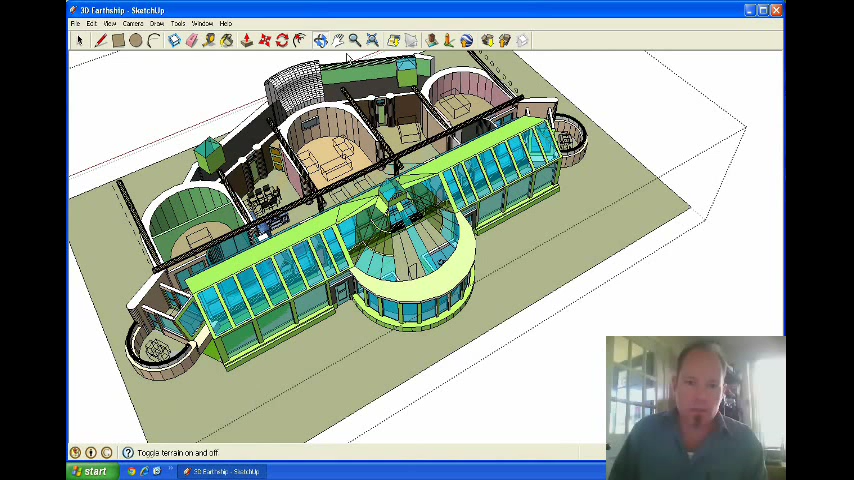 3D Earthship - SketchUp
File Edit View Camera Draw Tools Window Help
Toggle terrain on and off
start
3D Earthship - SketchUp